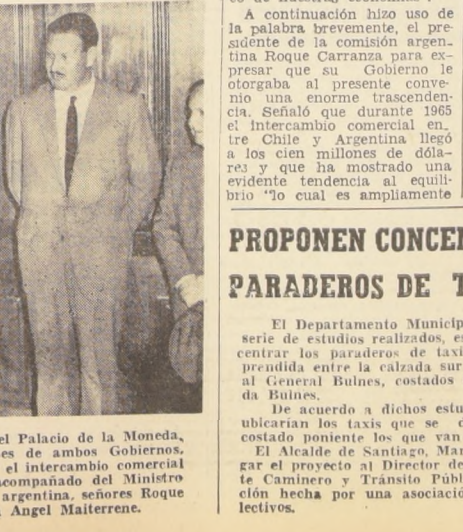 A continuación hizo uso de
la palabra brevemente, el pre-
sidente de la comisión argen-
tina Roque Carranza para ex-
presar que su Gobierno le
otorgaba al presente conve-
nio una enorme trascenden-
cia. Señaló que durante 1965
el intercambio comercial en-
tre Chile y Argentina llegó
a los cien millones de dóla-
res y que ha mostrado una
evidente tendencia al equili-
brio "lo cual es ampliamente
PROPONEN CONCE
PARADEROS DE T
El Departamento Municip
serie de estudios realizados, es
centrar los paraderos de taxi
prendida entre la calzada sur
al General Bulnes, costados
da Bulnes.
De acuerdo a dichos estu
ubicarían los taxis que se d
costado poniente los que van
El Alcalde de Santiago, Man
gar el proyecto al Director de
te Caminero y Tránsito Públ
ción hecha por una asociació
lectivos.
el Palacio de la Moneda,
es de ambos Gobiernos,
el intercambio comercial
acompañado del Ministro
argentina, señores Roque
Angel Maiterrene.